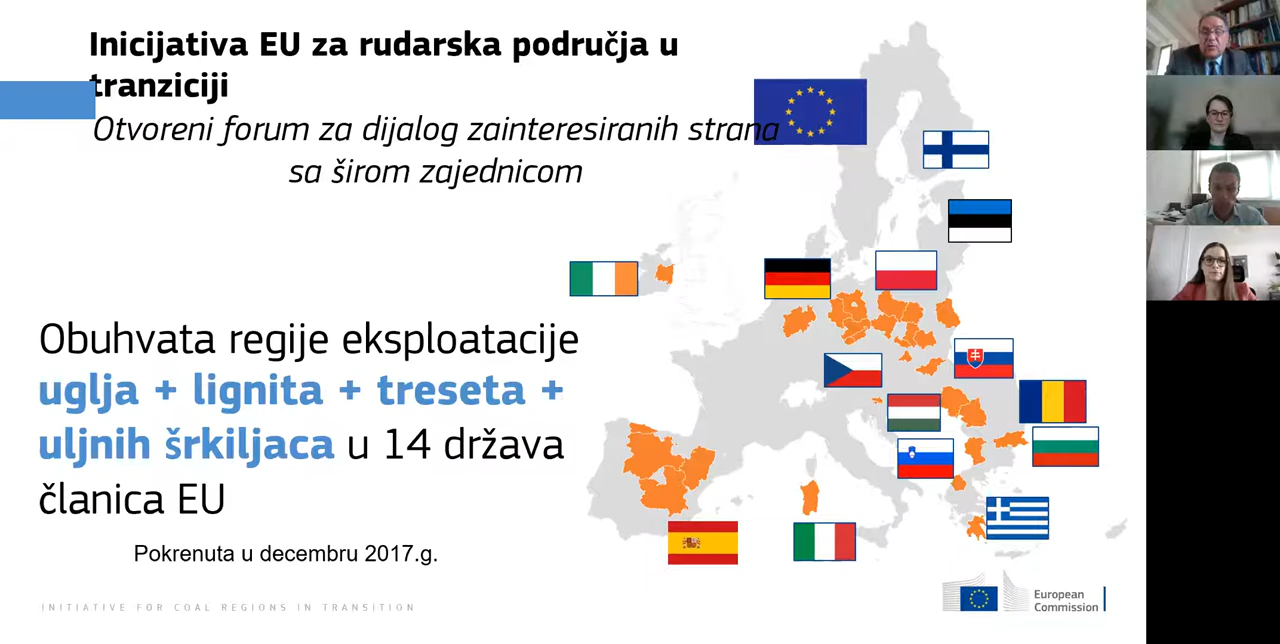 Inicijativa EU za rudarska područja u
tranziciji
Otvoreni forum za dijalog zainteresiranih strana
sa širom zajednicom
Obuhvata regije eksploatacije
uglja + lignita + treseta +
uljnih šrkiljaca u 14 država
članica EU
Pokrenuta u decembru 2017.g.
INITIATIVE FOR COAL REGIONS IN TRANSITION
European
Commission